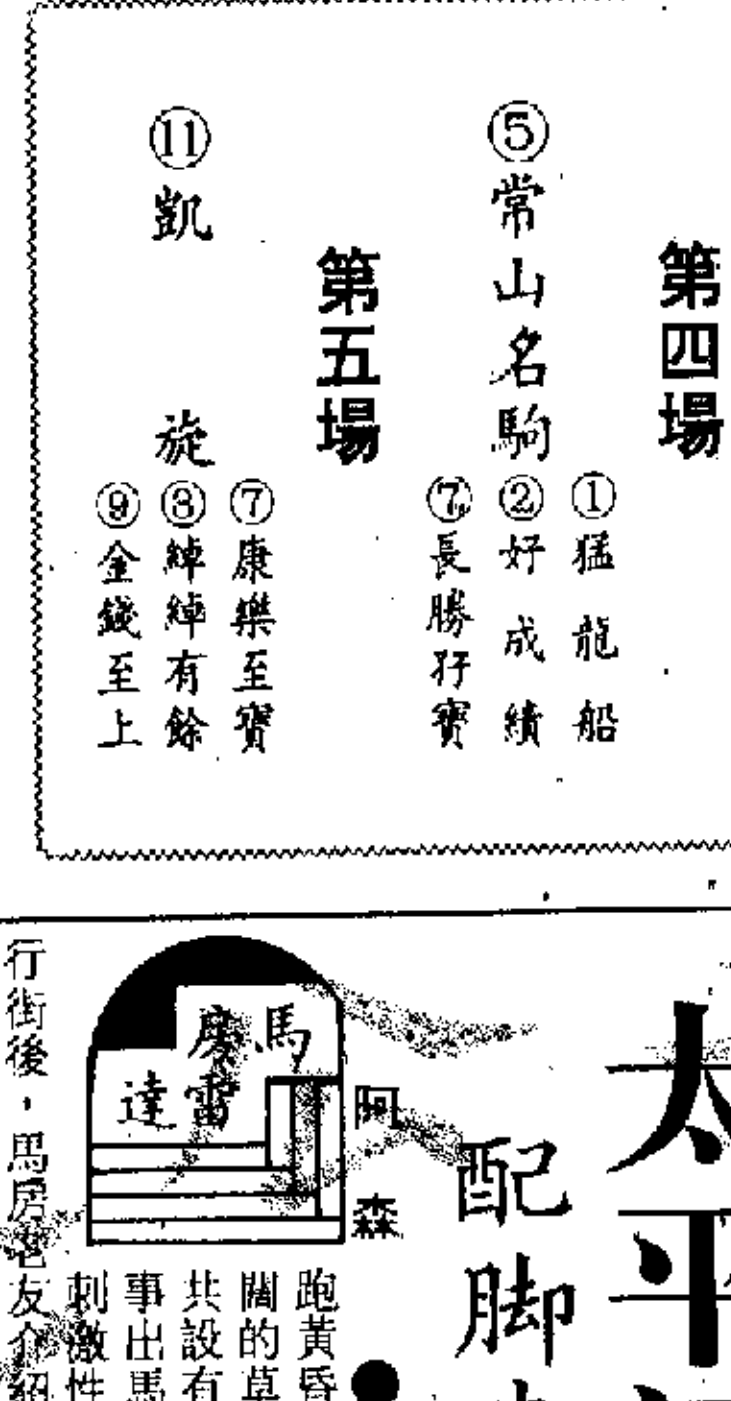 第四場
⑤常山名駒
①猛龍船
②好成績
⑦長勝孖寶
第五場
⑪凱旋
⑦康樂至寶
③綽綽有餘
⑨金錢至上
太平
配脚
馬房
雷達
阿森
跑黃昏
闊的草
共設有
事出馬
刺激性
行街後，馬房老友介紹